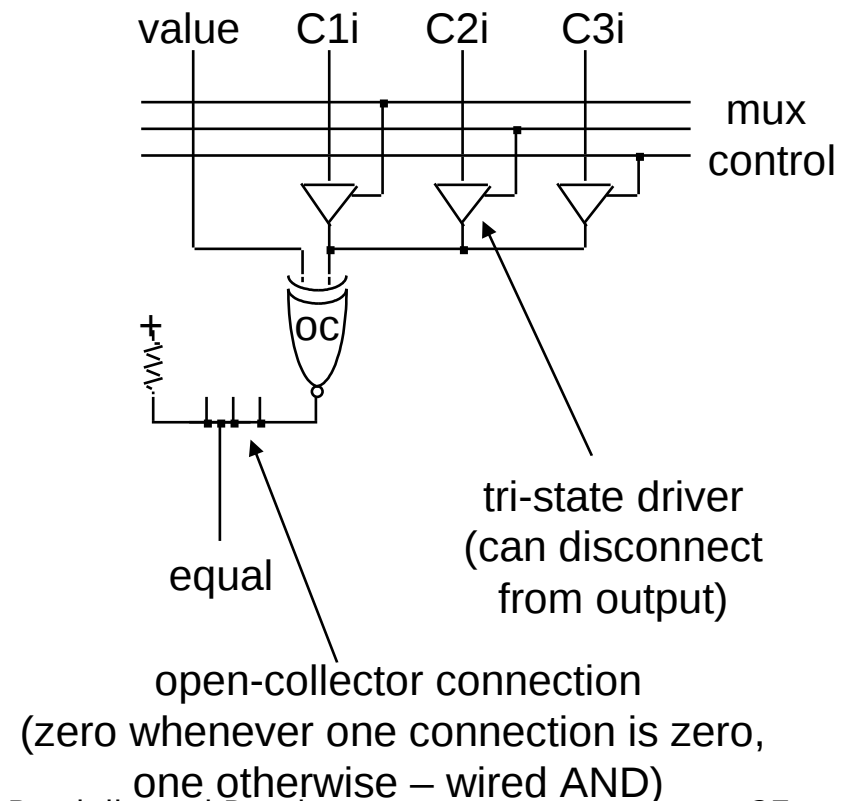 value C1i C2i C3i
mux
control
oc
+
tri-state driver
(can disconnect
from output)
equal
open-collector connection
(zero whenever one connection is zero,
one otherwise – wired AND)